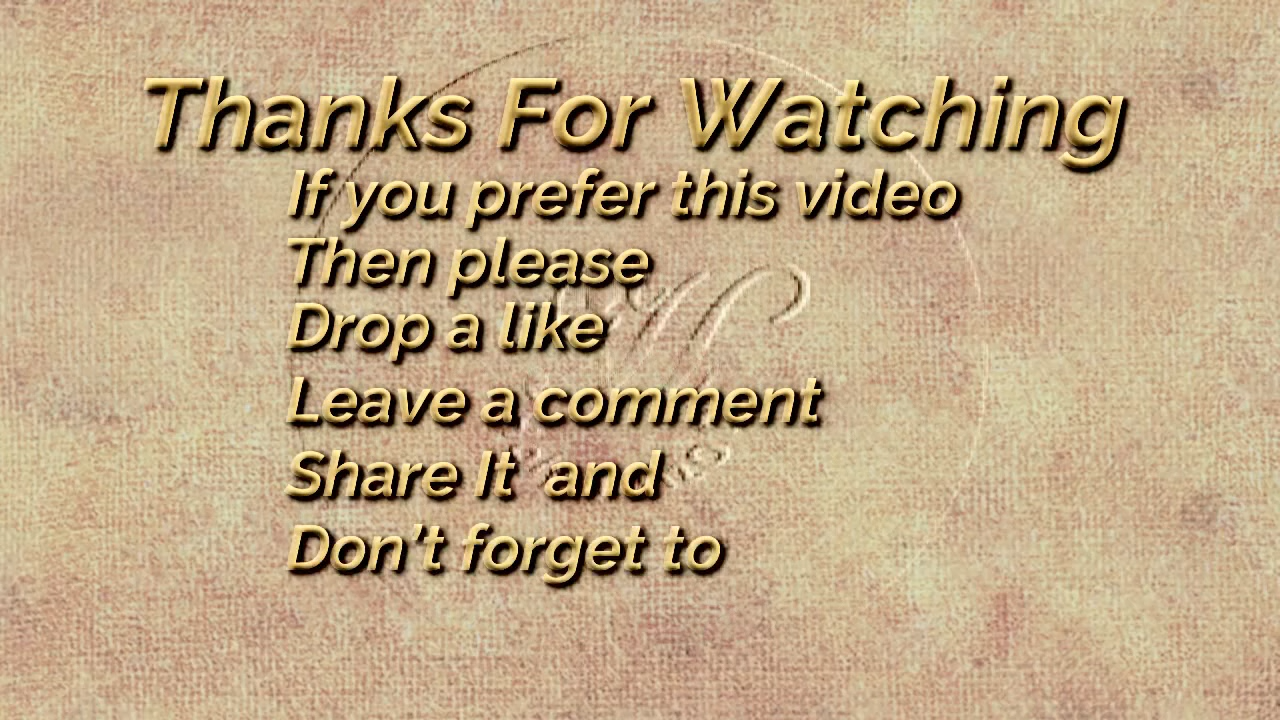 Thanks For Watching
If you prefer this video
Then please
Drop a like
Leave a comment
Share It and
Don't forget to